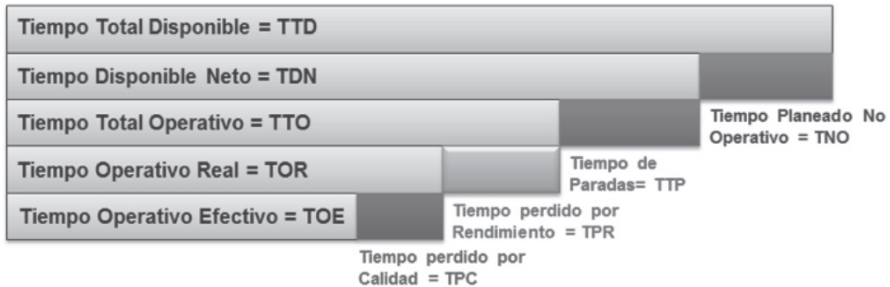 Tiempo Total Disponible = TTD
Tiempo Disponible Neto = TDN
Tiempo Total Operativo = TTO
Tiempo Planeado No
Operativo = TNO
Tiempo Operativo Real = TOR
Tiempo de
Paradas= TTP
Tiempo Operativo Efectivo = TOE
Tiempo perdido por
Rendimiento = TPR
Tiempo perdido por
Calidad = TPC